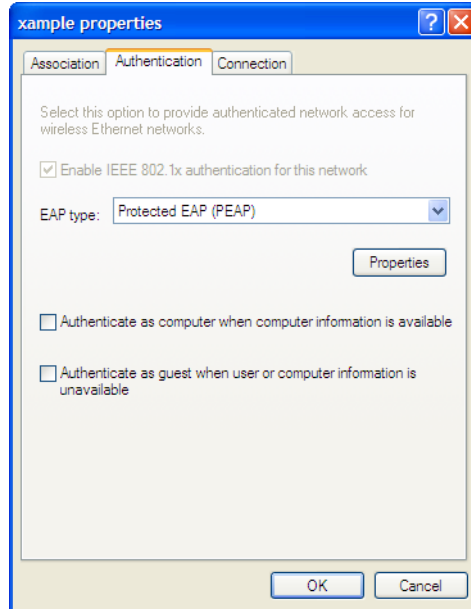 xample properties
Association Authentication Connection
Select this option to provide authenticated network access for
wireless Ethernet networks.
Enable IEEE 802.1x authentication for this network
EAP type: Protected EAP (PEAP)
Properties
Authenticate as computer when computer information is available
Authenticate as guest when user or computer information is
unavailable
OK Cancel